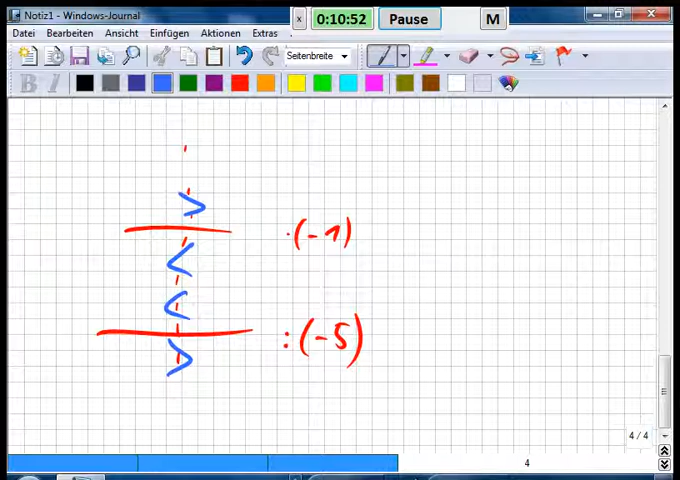 Notiz1 - Windows-Journal
x 0:10:52 Pause M
Datei Bearbeiten Ansicht Einfügen Aktionen Extras
Seitenbreite
B I
>
·(-1)
<
<
:(-5)
>
4 / 4
4